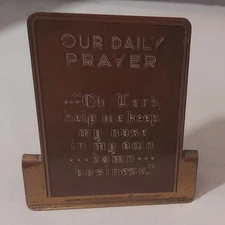 OUR DAILY
PRAYER
"...Oh Lord
help me keep
my nose
in my own
...damn...
business."